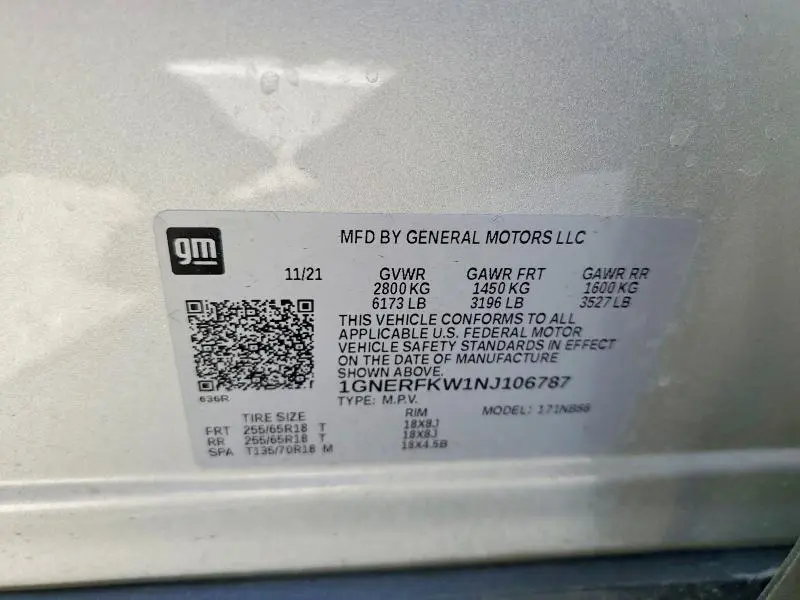 gm
MFD BY GENERAL MOTORS LLC
11/21 GVWR GAWR FRT GAWR RR
2800 KG 1450 KG 1600 KG
6173 LB 3196 LB 3527 LB
THIS VEHICLE CONFORMS TO ALL
APPLICABLE U.S. FEDERAL MOTOR
VEHICLE SAFETY STANDARDS IN EFFECT
ON THE DATE OF MANUFACTURE
SHOWN ABOVE.
1GNERFKW1NJ106787
636R
TYPE: M.P.V. MODEL:
TIRE SIZE RIM
FRT 255/65R18 T 18X8J
RR 255/65R18 T 18X8J
SPA T135/70R18 M 18X4.5B